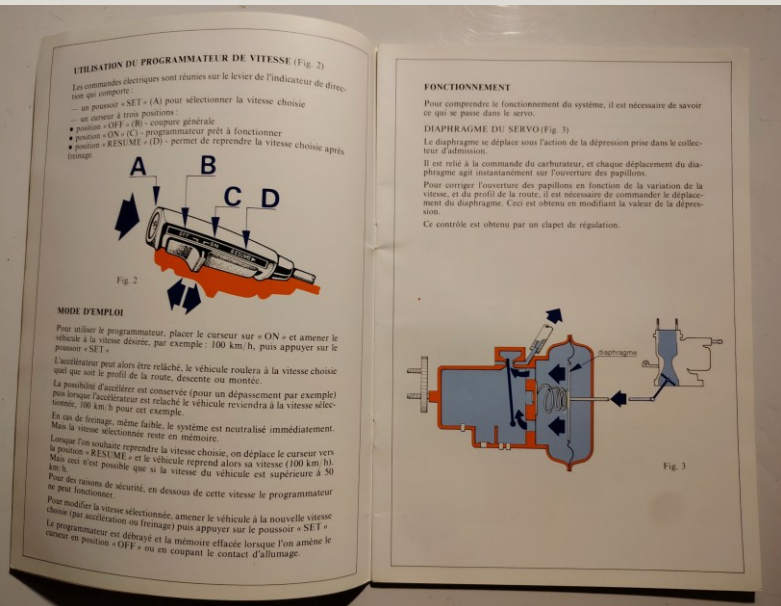 UTILISATION DU PROGRAMMATEUR DE VITESSE (Fig. 2)
Les commandes électriques sont réunies sur le levier de l'indicateur de direc-
tion qui comporte :
— un poussoir « SET » (A) pour sélectionner la vitesse choisie
— un curseur à trois positions :
● position « OFF » (B) - coupure générale
● position « ON » (C) - programmateur prêt à fonctionner
● position « RESUME » (D) - permet de reprendre la vitesse choisie après
freinage.
A B
C D
OFF ON RESUME
Fig. 2
MODE D'EMPLOI
Pour utiliser le programmateur, placer le curseur sur « ON » et amener le
véhicule à la vitesse désirée, par exemple : 100 km/h, puis appuyer sur le
poussoir « SET »
L'accélérateur peut alors être relâché, le véhicule roulera à la vitesse choisie
quel que soit le profil de la route, descente ou montée.
La possibilité d'accélérer est conservée (pour un dépassement par exemple)
puis lorsque l'accélérateur est relaché le véhicule reviendra à la vitesse sélec-
tionnée, 100 km/h pour cet exemple.
En cas de freinage, même faible, le système est neutralisé immédiatement.
Mais la vitesse sélectionnée reste en mémoire.
Lorsque l'on souhaite reprendre la vitesse choisie, on déplace le curseur vers
la position « RESUME » et le véhicule reprend alors sa vitesse (100 km/h).
Mais ceci n'est possible que si la vitesse du véhicule est supérieure à 50
km/h.
Pour des raisons de sécurité, en dessous de cette vitesse le programmateur
ne peut fonctionner.
Pour modifier la vitesse sélectionnée, amener le véhicule à la nouvelle vitesse
choisie (par accélération ou freinage) puis appuyer sur le poussoir « SET »
Le programmateur est débrayé et la mémoire effacée lorsque l'on amène le
curseur en position « OFF » ou en coupant le contact d'allumage.
FONCTIONNEMENT
Pour comprendre le fonctionnement du système, il est nécessaire de savoir
ce qui se passe dans le servo.
DIAPHRAGME DU SERVO (Fig. 3)
Le diaphragme se déplace sous l'action de la dépression prise dans le collec-
teur d'admission.
Il est relié à la commande du carburateur, et chaque déplacement du dia-
phragme agit instantanément sur l'ouverture des papillons.
Pour corriger l'ouverture des papillons en fonction de la variation de la
vitesse, et du profil de la route, il est nécessaire de commander le déplace-
ment du diaphragme. Ceci est obtenu en modifiant la valeur de la dépres-
sion.
Ce contrôle est obtenu par un clapet de régulation.
diaphragme
Fig. 3